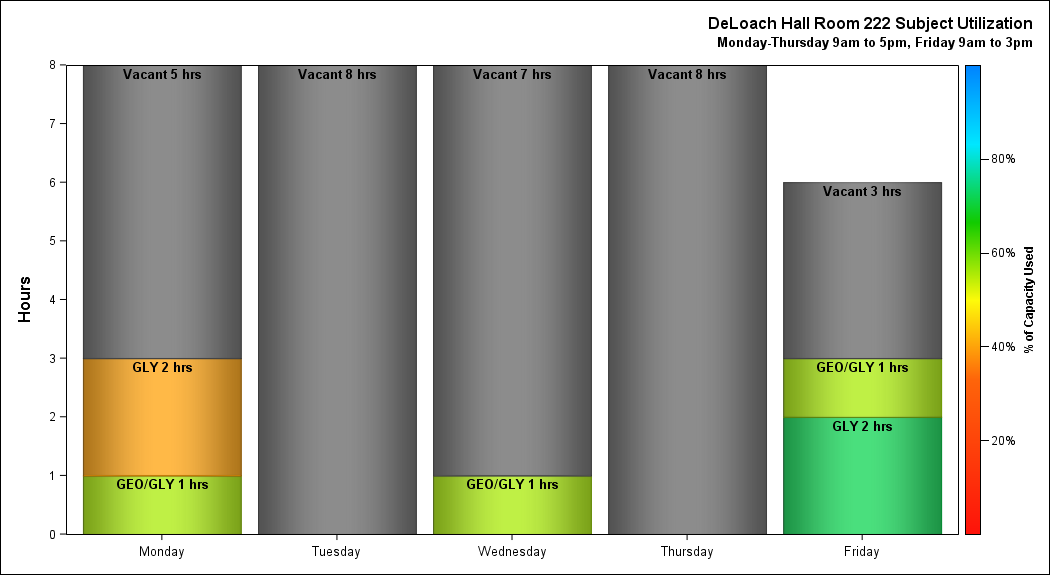 DeLoach Hall Room 222 Subject Utilization
Monday-Thursday 9am to 5pm, Friday 9am to 3pm
Hours
8
7
6
5
4
3
2
1
0
Vacant 5 hrs
GLY 2 hrs
GEO/GLY 1 hrs
Vacant 8 hrs
Vacant 7 hrs
GEO/GLY 1 hrs
Vacant 8 hrs
Vacant 3 hrs
GEO/GLY 1 hrs
GLY 2 hrs
Monday
Tuesday
Wednesday
Thursday
Friday
80%
60%
40%
20%
% of Capacity Used